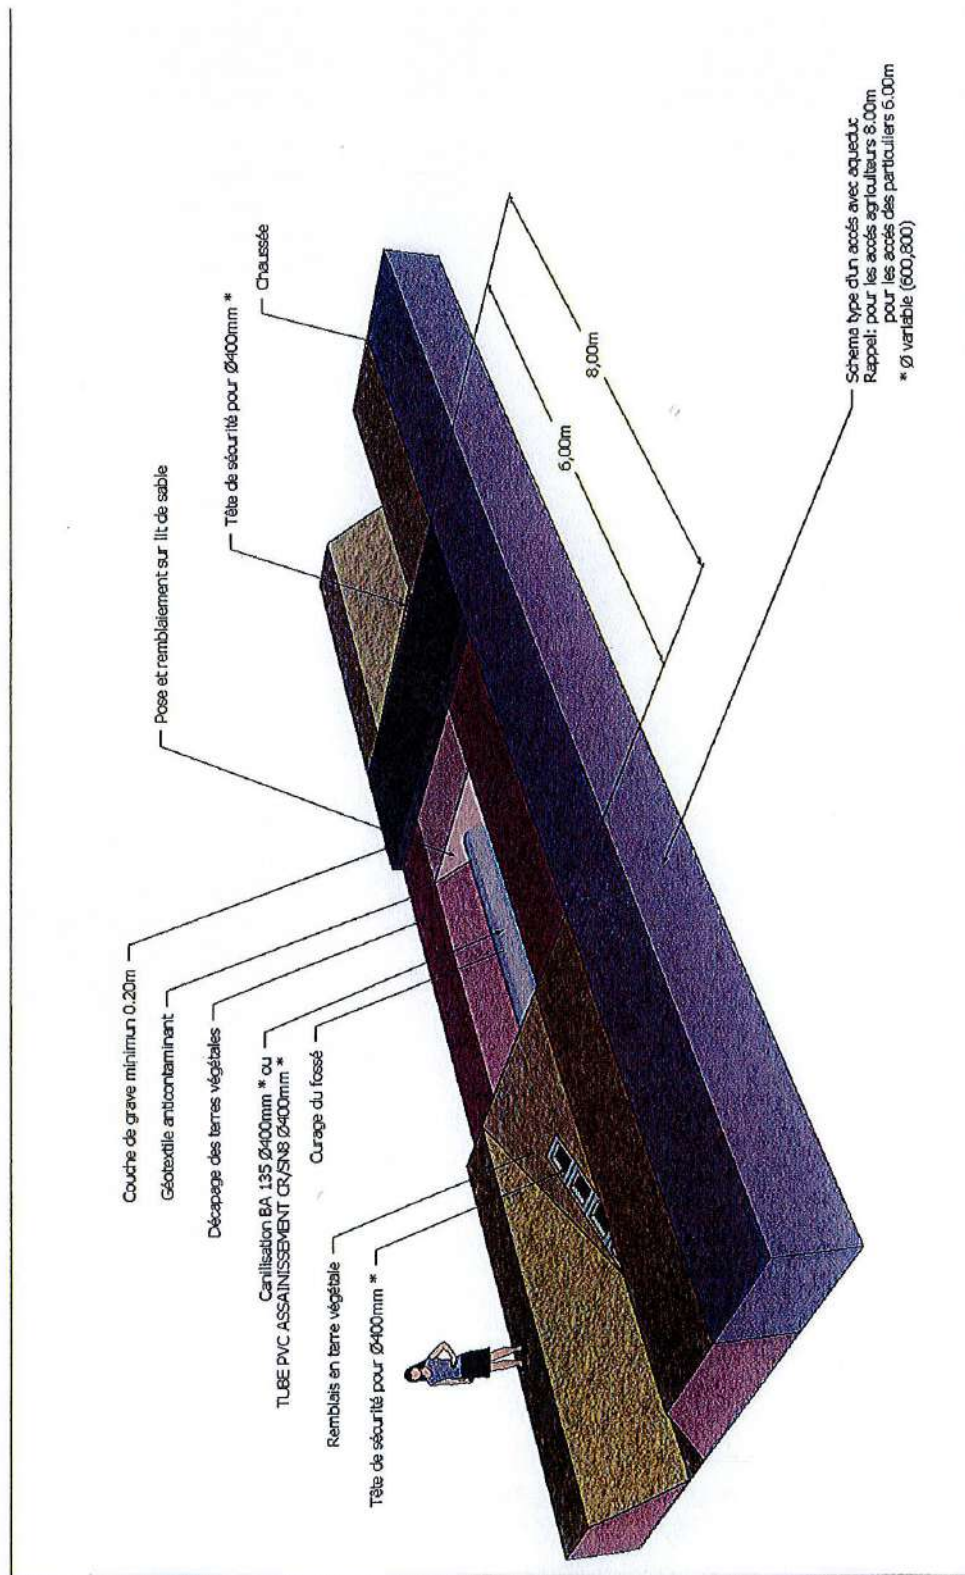 Couche de grave minimun 0.20m
Géotextile anticontaminant
Décapage des terres végétales
Canilisation BA 135 Ø400mm * ou
TUBE PVC ASSAINISSEMENT CR/SN8 Ø400mm *
Curage du fossé
Remblais en terre végétale
Tête de sécurité pour Ø400mm *
Pose et remblaiement sur lit de sable
Tête de sécurité pour Ø400mm *
Chaussée
6,00m
8,00m
Schema type d'un accés avec aqueduc
Rappel: pour les accés agriculteurs 8.00m
pour les accés des particuliers 6.00m
* Ø variable (600,800)